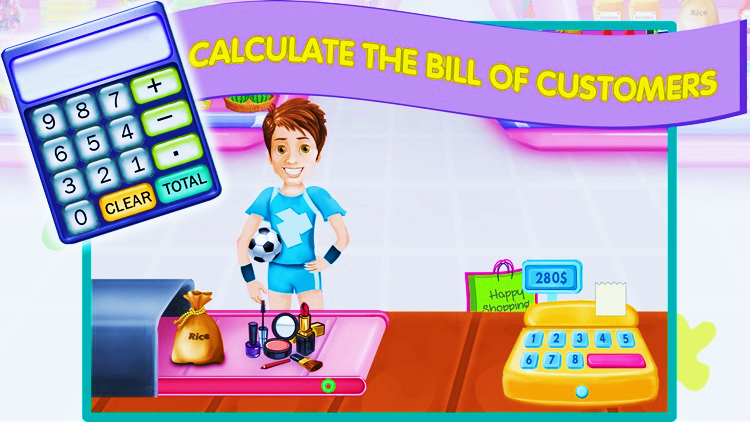 CALCULATE THE BILL OF CUSTOMERS
9 8 7 +
6 5 4 −
3 2 1 .
0 CLEAR TOTAL
Rice
280$
Happy
Shopping
Rice
1 2 3 4 5
6 7 8